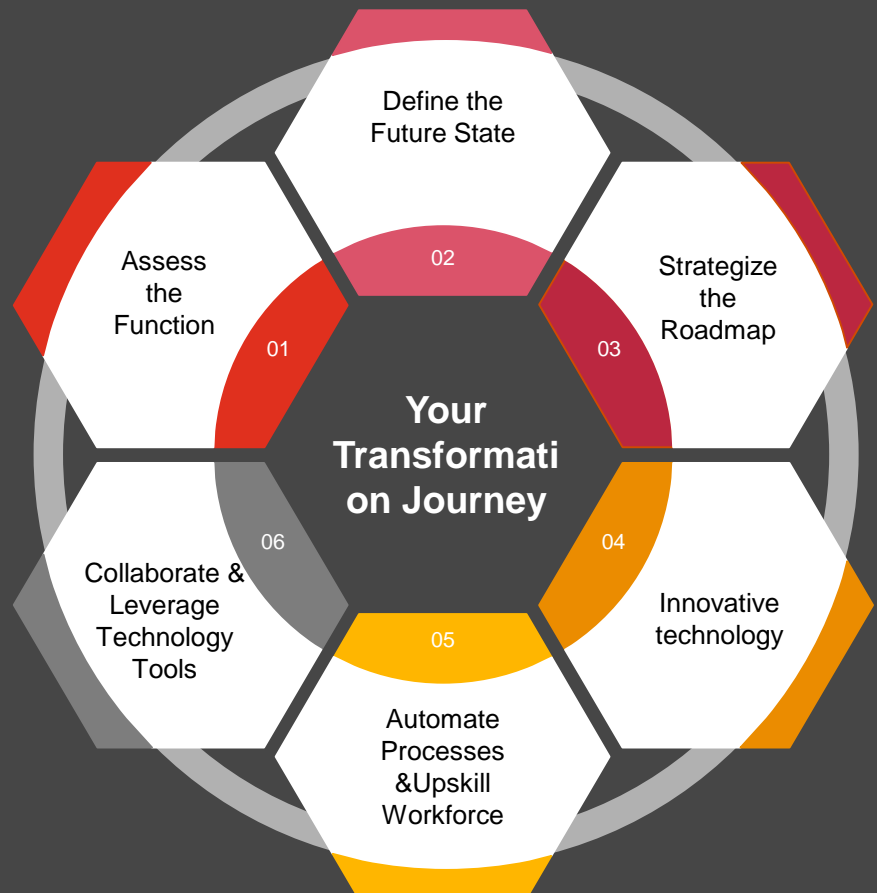 Define the
Future State
02
Assess
the
Function
01
Strategize
the
Roadmap
03
Your
Transformati
on Journey
04
Innovative
technology
05
Automate
Processes
&Upskill
Workforce
06
Collaborate &
Leverage
Technology
Tools